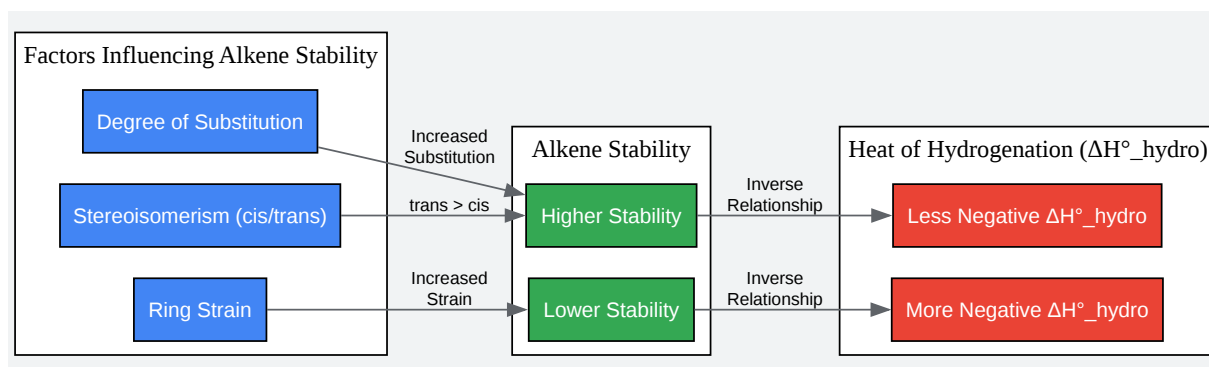 Factors Influencing Alkene Stability
Degree of Substitution
Stereoisomerism (cis/trans)
Ring Strain
Increased
Substitution
trans > cis
Increased
Strain
Alkene Stability
Higher Stability
Lower Stability
Inverse
Relationship
Inverse
Relationship
Heat of Hydrogenation (ΔH°_hydro)
Less Negative ΔH°_hydro
More Negative ΔH°_hydro